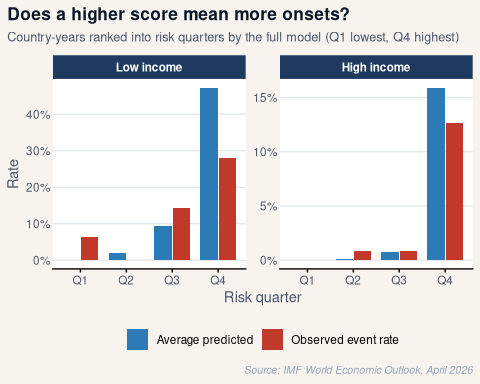 Does a higher score mean more onsets?
Country-years ranked into risk quarters by the full model (Q1 lowest, Q4 highest)
Low income
High income
Rate
40%
30%
20%
10%
0%
15%
10%
5%
0%
Q1 Q2 Q3 Q4
Q1 Q2 Q3 Q4
Risk quarter
Average predicted
Observed event rate
Source: IMF World Economic Outlook, April 2026